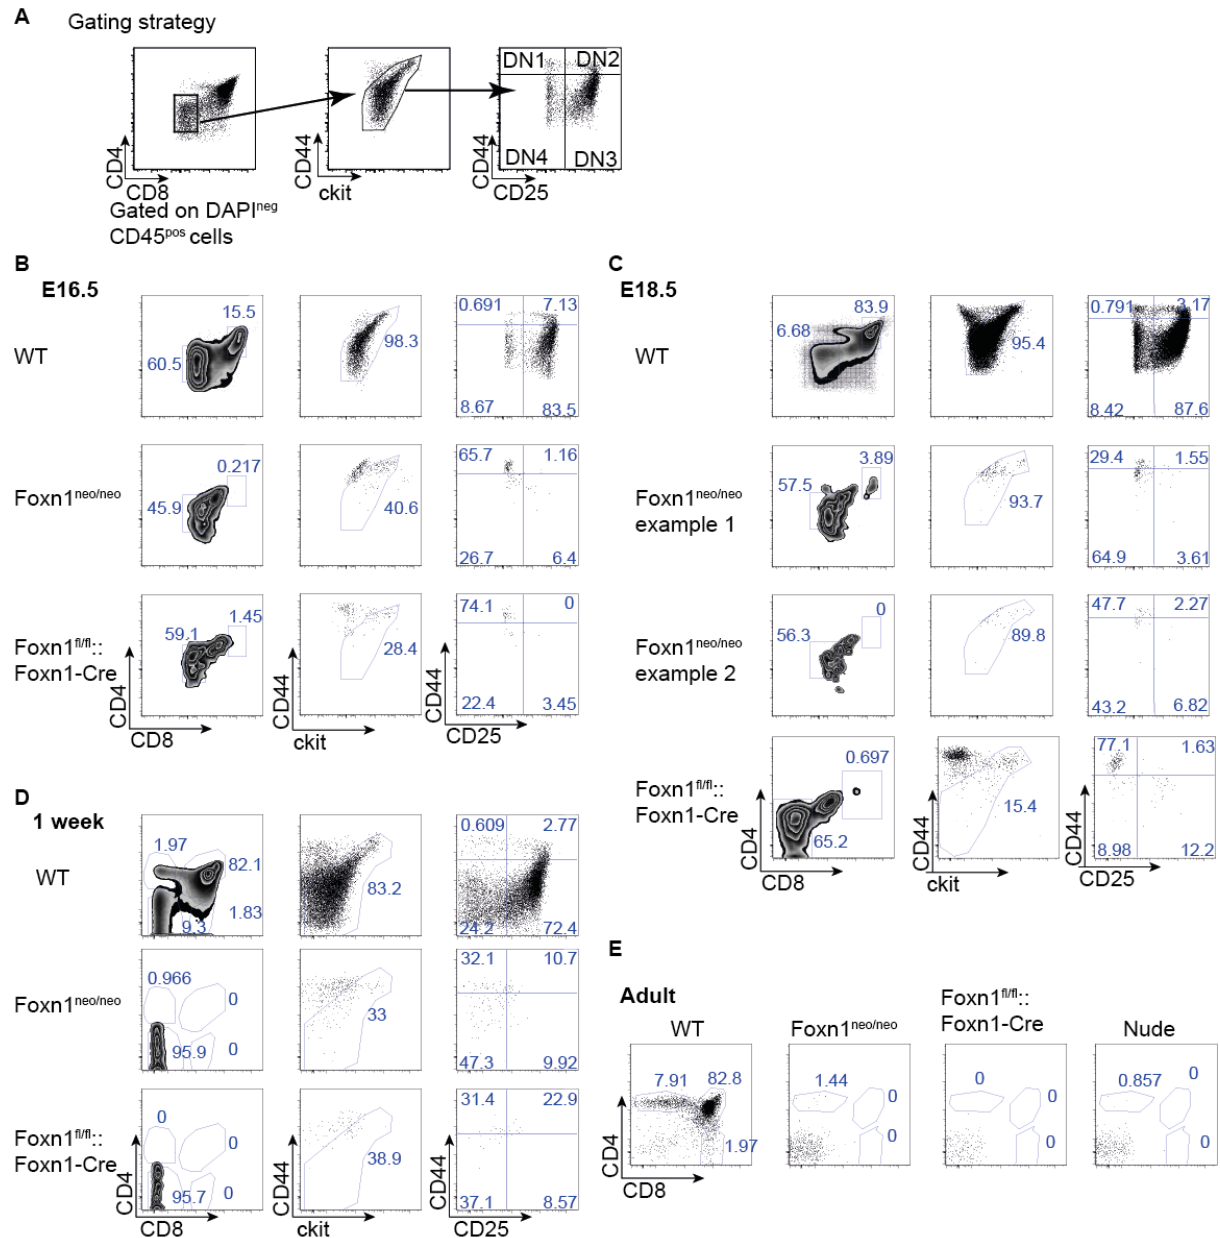 A
Gating strategy
DN1 DN2
DN4 DN3
CD4
CD8
CD44
ckit
CD44
CD25
Gated on DAPIneg
CD45pos cells
B
E16.5
WT
60.5 15.5
98.3
0.691 7.13
8.67 83.5
Foxn1neo/neo
45.9 0.217
40.6
65.7 1.16
26.7 6.4
Foxn1fl/fl::
Foxn1-Cre
59.1 1.45
28.4
74.1 0
22.4 3.45
CD4
CD8
CD44
ckit
CD44
CD25
C
E18.5
WT
6.68 83.9
95.4
0.791 3.17
8.42 87.6
Foxn1neo/neo
example 1
57.5 3.89
93.7
29.4 1.55
64.9 3.61
Foxn1neo/neo
example 2
56.3 0
89.8
47.7 2.27
43.2 6.82
Foxn1fl/fl::
Foxn1-Cre
0.697
65.2
15.4
77.1 1.63
8.98 12.2
CD4
CD8
CD44
ckit
CD44
CD25
D
1 week
WT
1.97 82.1
9.3 1.83
83.2
0.609 2.77
24.2 72.4
Foxn1neo/neo
0.966 0
95.9 0
33
32.1 10.7
47.3 9.92
Foxn1fl/fl::
Foxn1-Cre
0 0
95.7 0
38.9
31.4 22.9
37.1 8.57
CD4
CD8
CD44
ckit
CD44
CD25
E
Adult
WT
7.91 82.8
1.97
CD4
CD8
Foxn1neo/neo
1.44 0
0
Foxn1fl/fl::
Foxn1-Cre
0 0
0
Nude
0.857 0
0